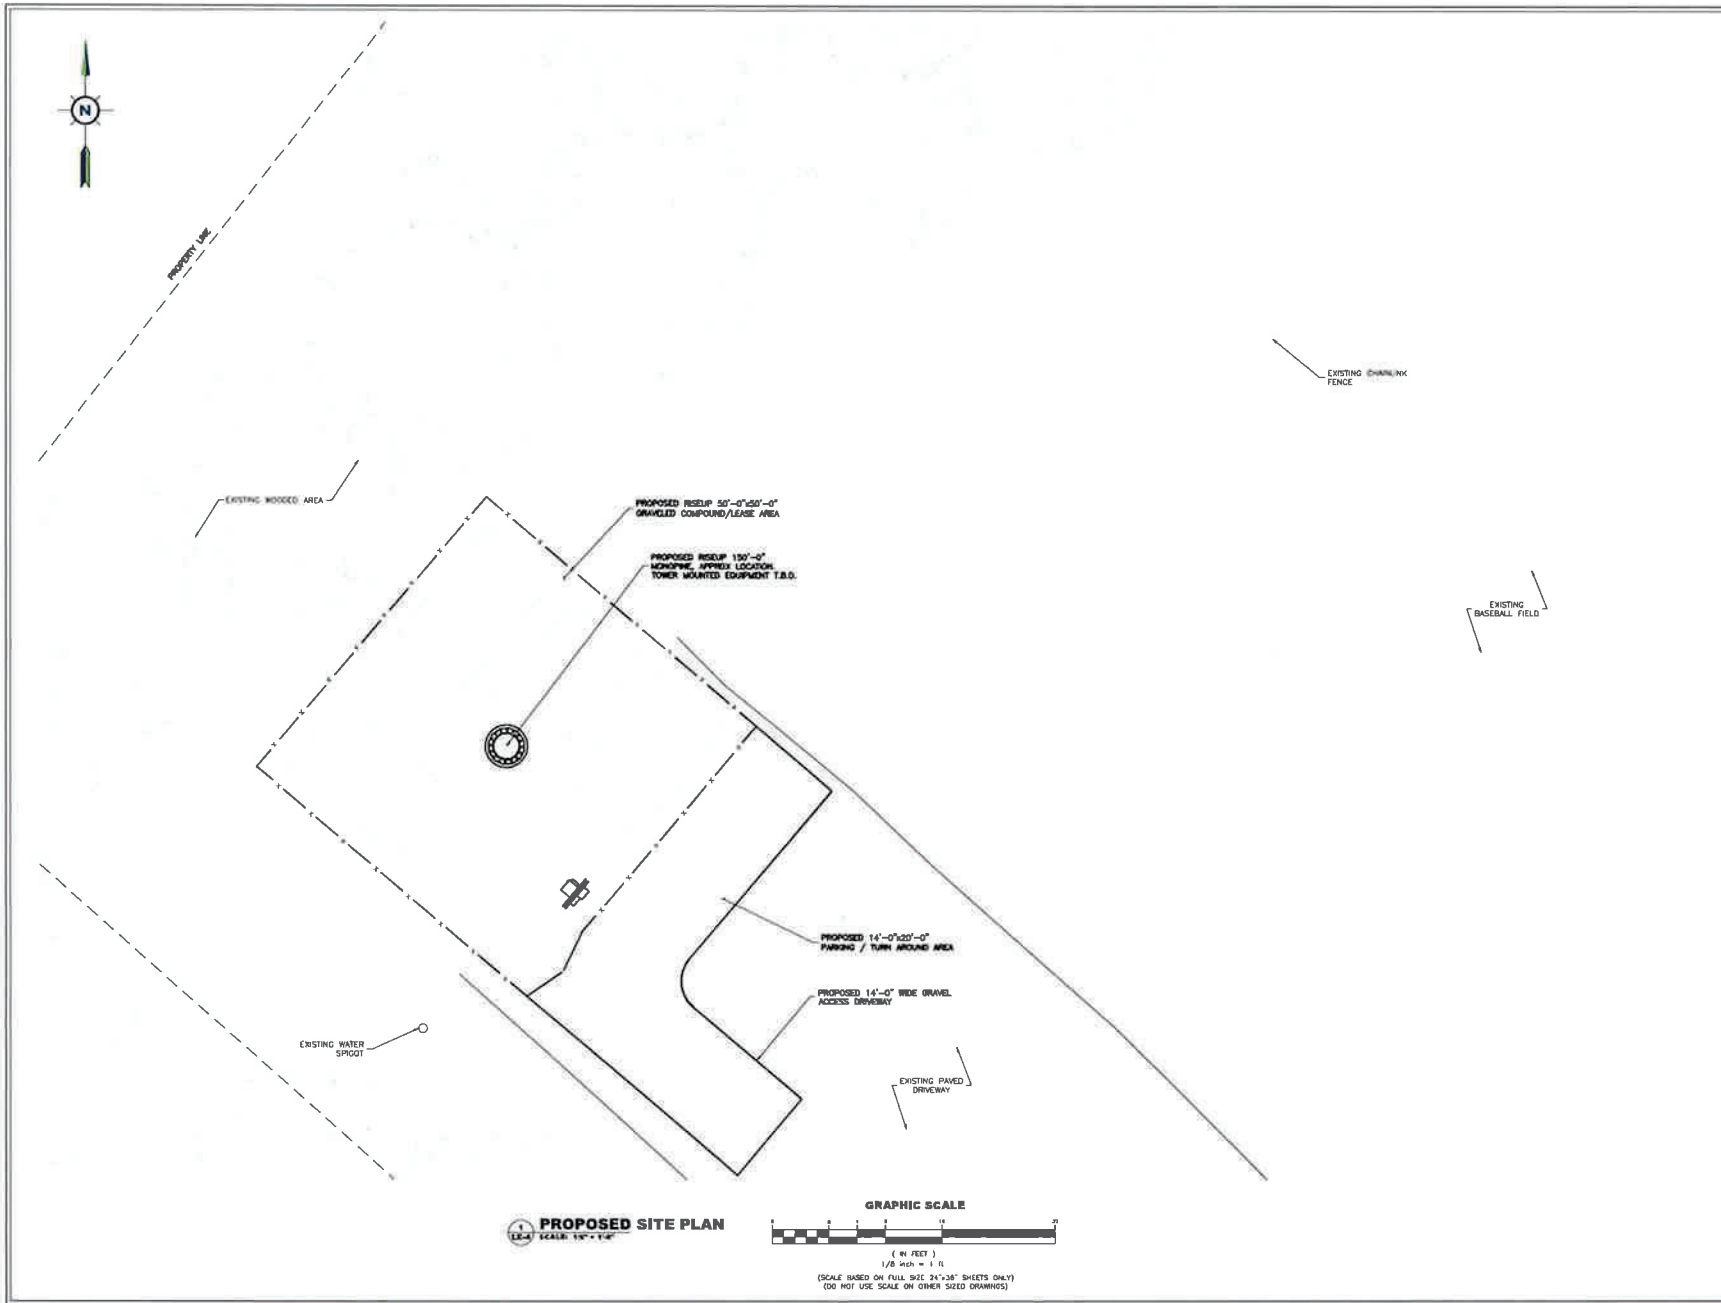 N
PROPERTY LINE
EXISTING CHAINLINK
FENCE
EXISTING WOODED AREA
PROPOSED RISEUP 50'-0"x50'-0"
GRAVELED COMPOUND/LEASE AREA
PROPOSED RISEUP 150'-0"
MONOPINE, APPROX LOCATION.
TOWER MOUNTED EQUIPMENT T.B.D.
EXISTING
BASEBALL FIELD
PROPOSED 14'-0"x20'-0"
PARKING / TURN AROUND AREA
PROPOSED 14'-0" WIDE GRAVEL
ACCESS DRIVEWAY
EXISTING WATER
SPIGOT
EXISTING PAVED
DRIVEWAY
GRAPHIC SCALE
1
PROPOSED SITE PLAN
SCALE:
( IN FEET )
1/8 inch = 1 ft.
(SCALE BASED ON FULL SIZE 24"x36" SHEETS ONLY)
(DO NOT USE SCALE ON OTHER SIZED DRAWINGS)